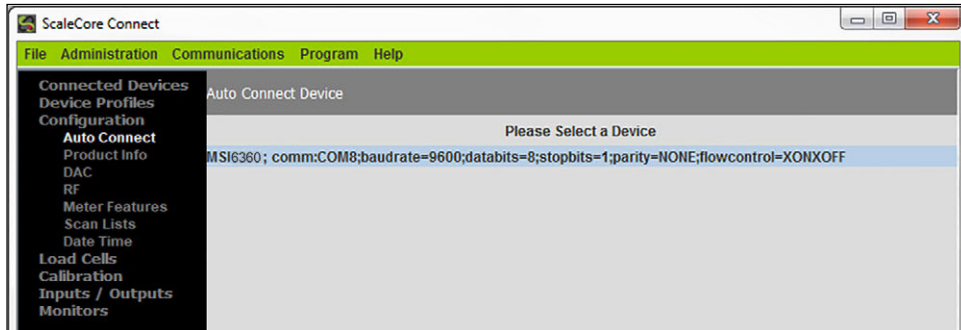 ScaleCore Connect
File Administration Communications Program Help
Connected Devices
Device Profiles
Configuration
Auto Connect
Product Info
DAC
RF
Meter Features
Scan Lists
Date Time
Load Cells
Calibration
Inputs / Outputs
Monitors
Auto Connect Device
Please Select a Device
MSI6360; comm:COM8;baudrate=9600;databits=8;stopbits=1;parity=NONE;flowcontrol=XONXOFF